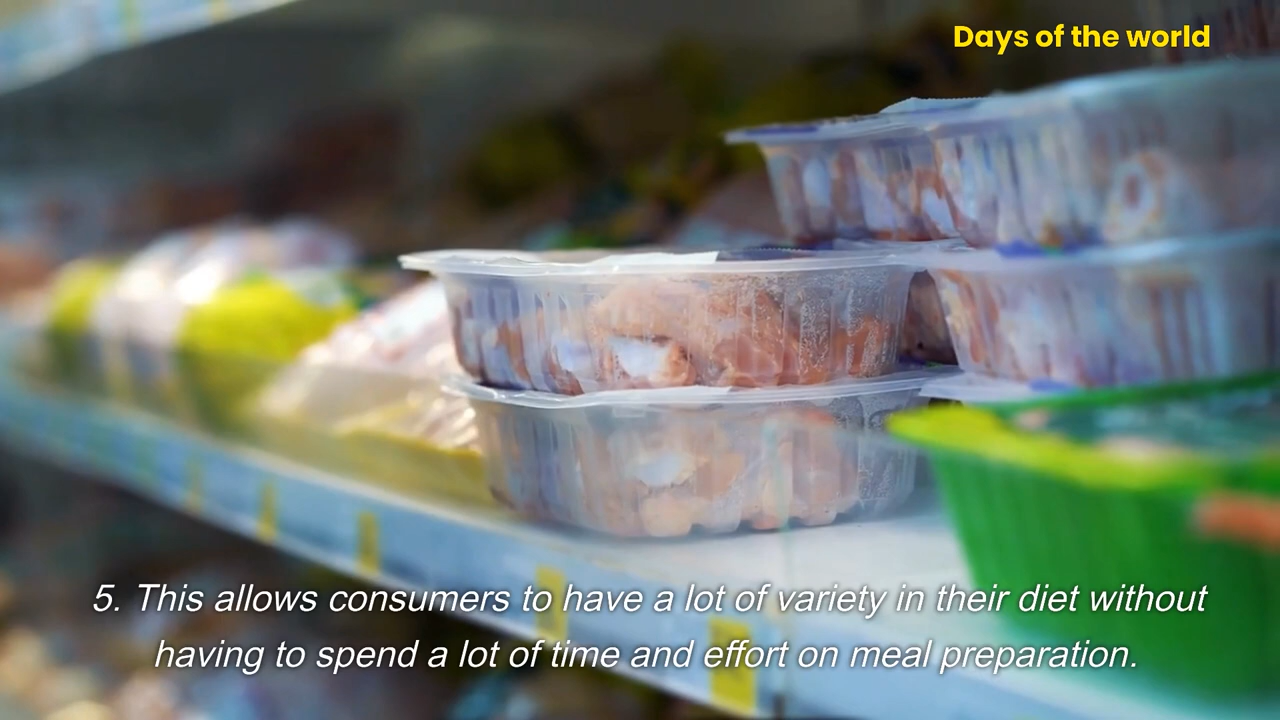 Days of the world
5. This allows consumers to have a lot of variety in their diet without
having to spend a lot of time and effort on meal preparation.